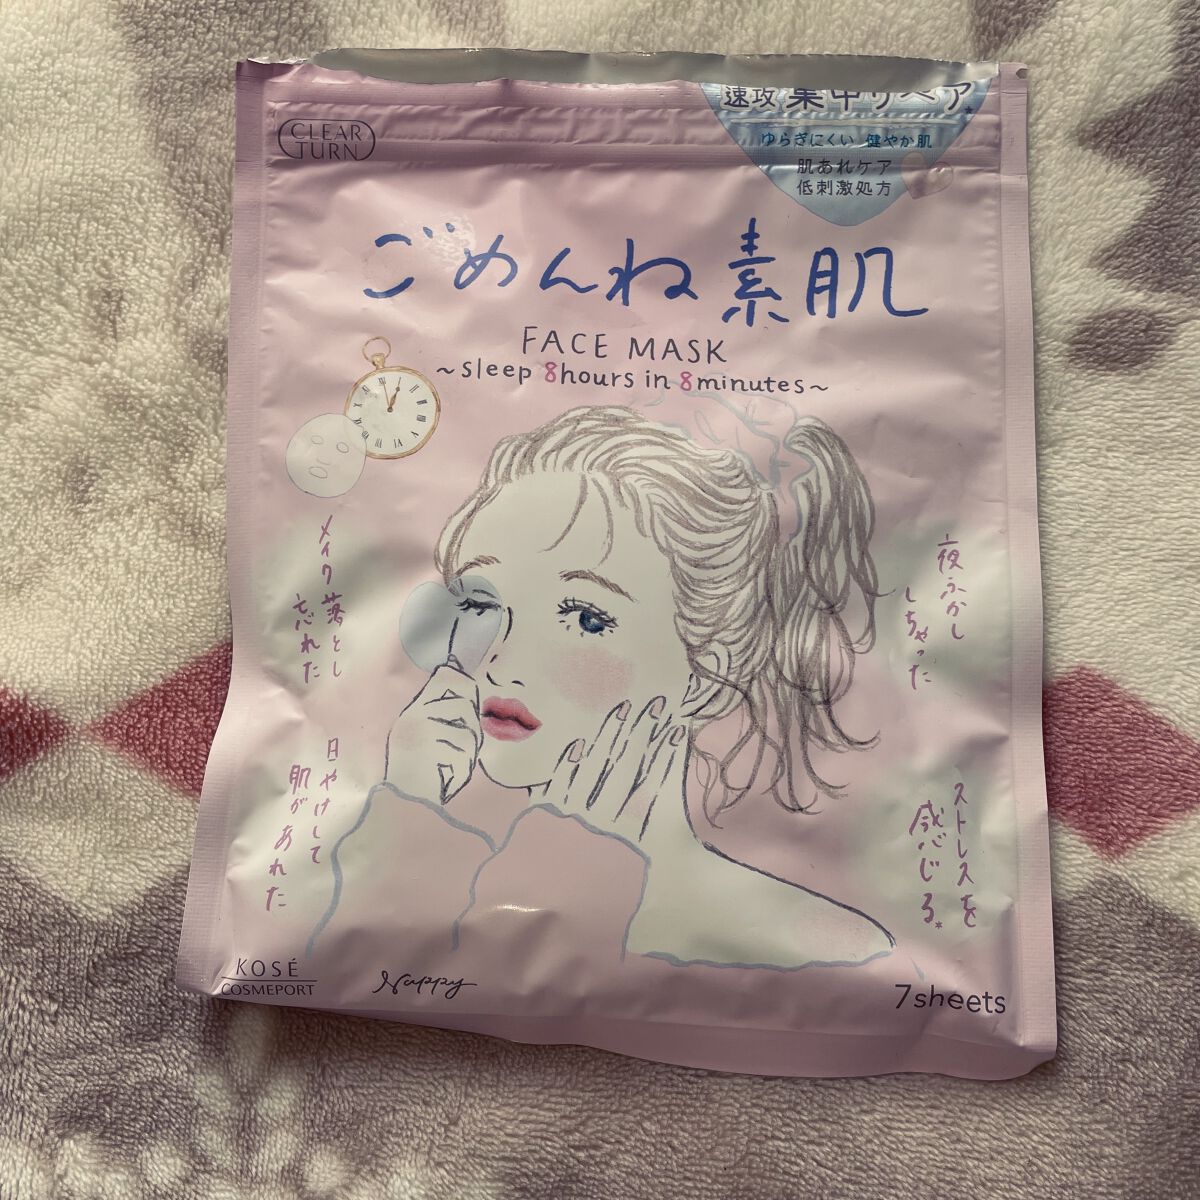 CLEAR
TURN
速攻 集中リペア*
ゆらぎにくい 健やか肌
肌あれケア
低刺激処方
ごめんね素肌
FACE MASK
~sleep 8hours in 8minutes~
メイク落とし
忘れた
夜ふかし
しちゃった
日やけして
肌があれた
ストレスを
感じる*
KOSÉ
COSMEPORT
Nappy
7sheets